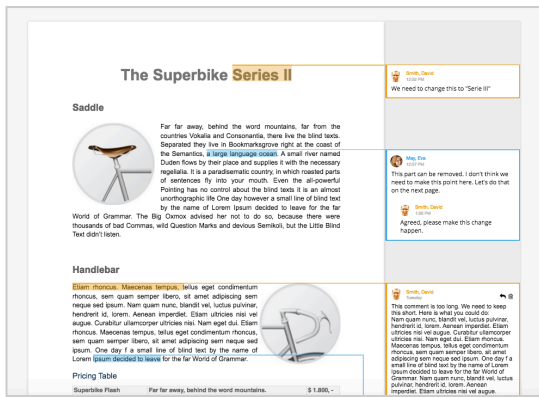 The Superbike Series II
Saddle
Far far away, behind the word mountains, far from the
countries Vokalia and Consonantia, there live the blind texts.
Separated they live in Bookmarksgrove right at the coast of
the Semantics, a large language ocean. A small river named
Duden flows by their place and supplies it with the necessary
regelialia. It is a paradisematic country, in which roasted parts
of sentences fly into your mouth. Even the all-powerful
Pointing has no control about the blind texts it is an almost
unorthographic life One day however a small line of blind text
by the name of Lorem Ipsum decided to leave for the far
World of Grammar. The Big Oxmox advised her not to do so, because there were
thousands of bad Commas, wild Question Marks and devious Semikoli, but the Little Blind
Text didn't listen.
Handlebar
Etiam rhoncus. Maecenas tempus, tellus eget condimentum
rhoncus, sem quam semper libero, sit amet adipiscing sem
neque sed ipsum. Nam quam nunc, blandit vel, luctus pulvinar,
hendrerit id, lorem. Aenean imperdiet. Etiam ultricies nisi vel
augue. Curabitur ullamcorper ultricies nisi. Nam eget dui. Etiam
rhoncus. Maecenas tempus, tellus eget condimentum rhoncus,
sem quam semper libero, sit amet adipiscing sem neque sed
ipsum. One day f a small line of blind text by the name of
Lorem Ipsum decided to leave for the far World of Grammar.
Pricing Table
Superbike Flash Far far away, behind the word mountains. $ 1.800, -
Smith, David
12:02 PM
We need to change this to "Serie III"
May, Eve
12:07 PM
This part can be removed. I don't think we
need to make this point here. Let's do that
on the next page.
Smith, David
1:00 PM
Agreed, please make this change
happen.
Smith, David
Tuesday
This comment is too long. We need to keep
this short. Here is what you could do:
Nam quam nunc, blandit vel, luctus pulvinar,
hendrerit id, lorem. Aenean imperdiet. Etiam
ultricies nisi vel augue. Curabitur ullamcorper
ultricies nisi. Nam eget dui. Etiam rhoncus.
Maecenas tempus, tellus eget condimentum
rhoncus, sem quam semper libero, sit amet
adipiscing sem neque sed ipsum. One day f a
small line of blind text by the name of Lorem
Ipsum decided to leave for the far World of
Grammar. Nam quam nunc, blandit vel, luctus
pulvinar, hendrerit id, lorem. Aenean
imperdiet. Etiam ultricies nisi vel augue.